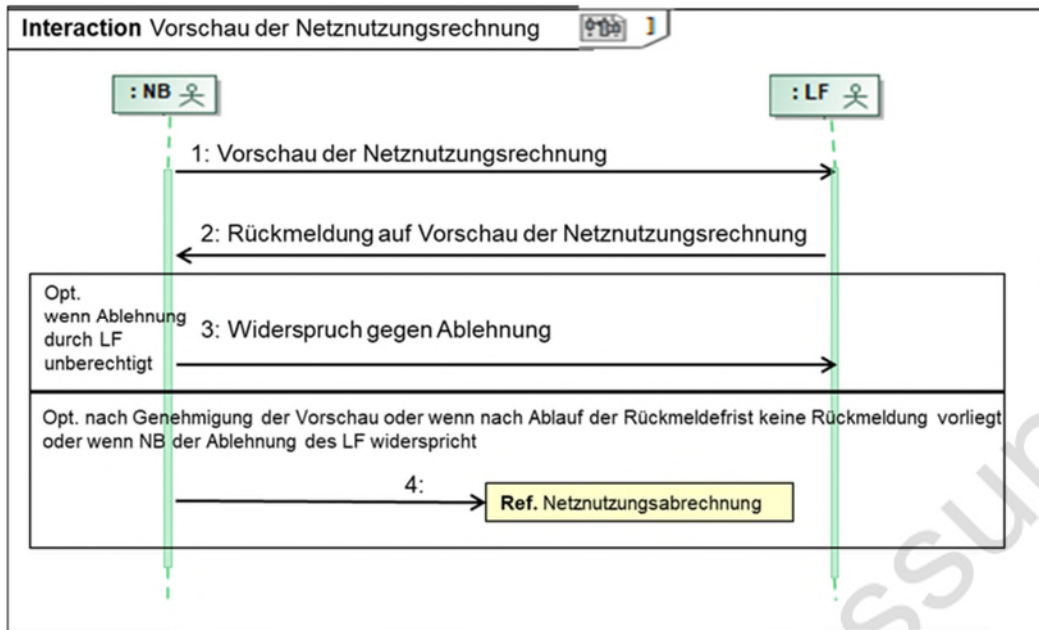 Interaction Vorschau der Netznutzungsrechnung
: NB
: LF
1: Vorschau der Netznutzungsrechnung
2: Rückmeldung auf Vorschau der Netznutzungsrechnung
Opt.
wenn Ablehnung
durch LF
unberechtigt
3: Widerspruch gegen Ablehnung
Opt. nach Genehmigung der Vorschau oder wenn nach Ablauf der Rückmeldefrist keine Rückmeldung vorliegt
oder wenn NB der Ablehnung des LF widerspricht
4:
Ref. Netznutzungsabrechnung